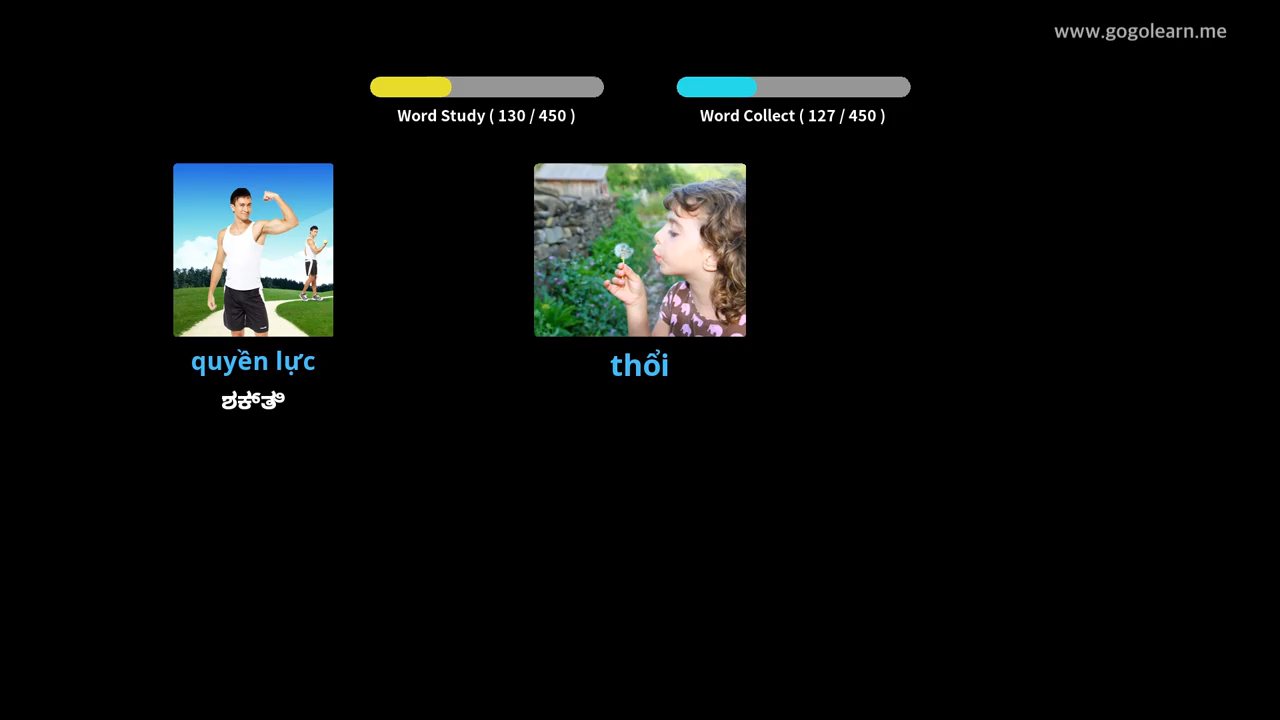 www.gogolearn.me
Word Study ( 130 / 450 )
Word Collect ( 127 / 450 )
quyền lực
ಶಕ್ತಿ
thổi